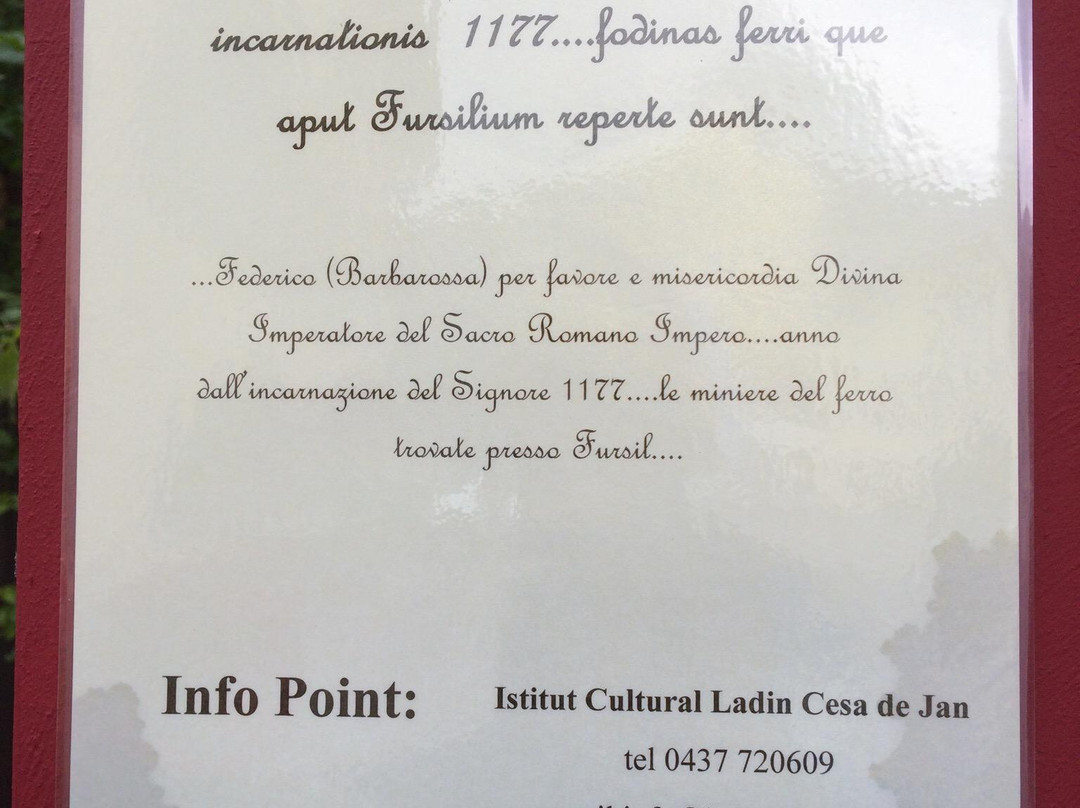 incarnationis 1177....fodinas ferri que
aput Fursilium reperte sunt....
...Federico (Barbarossa) per favore e misericordia Divina
Imperatore del Sacro Romano Impero....anno
dall'incarnazione del Signore 1177....le miniere del ferro
trovate presso Fursil....
Info Point: Istitut Cultural Ladin Cesa de Jan
tel 0437 720609